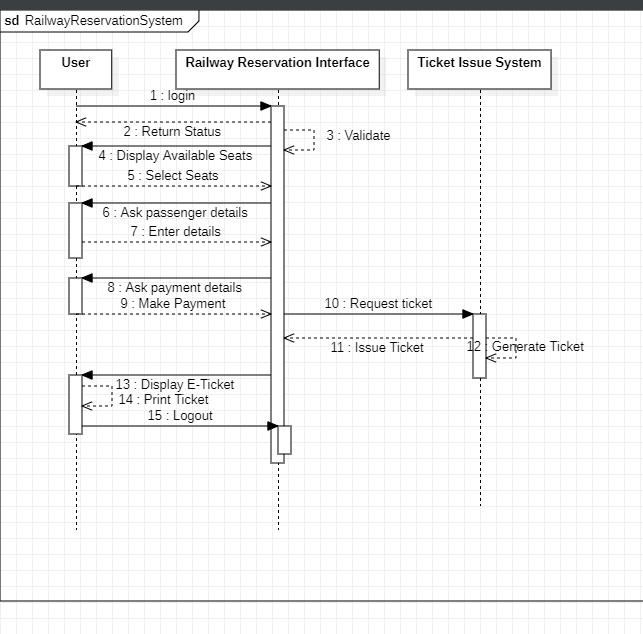 sd RailwayReservationSystem
User
Railway Reservation Interface
Ticket Issue System
1 : login
2 : Return Status
3 : Validate
4 : Display Available Seats
5 : Select Seats
6 : Ask passenger details
7 : Enter details
8 : Ask payment details
9 : Make Payment
10 : Request ticket
11 : Issue Ticket
12 : Generate Ticket
13 : Display E-Ticket
14 : Print Ticket
15 : Logout